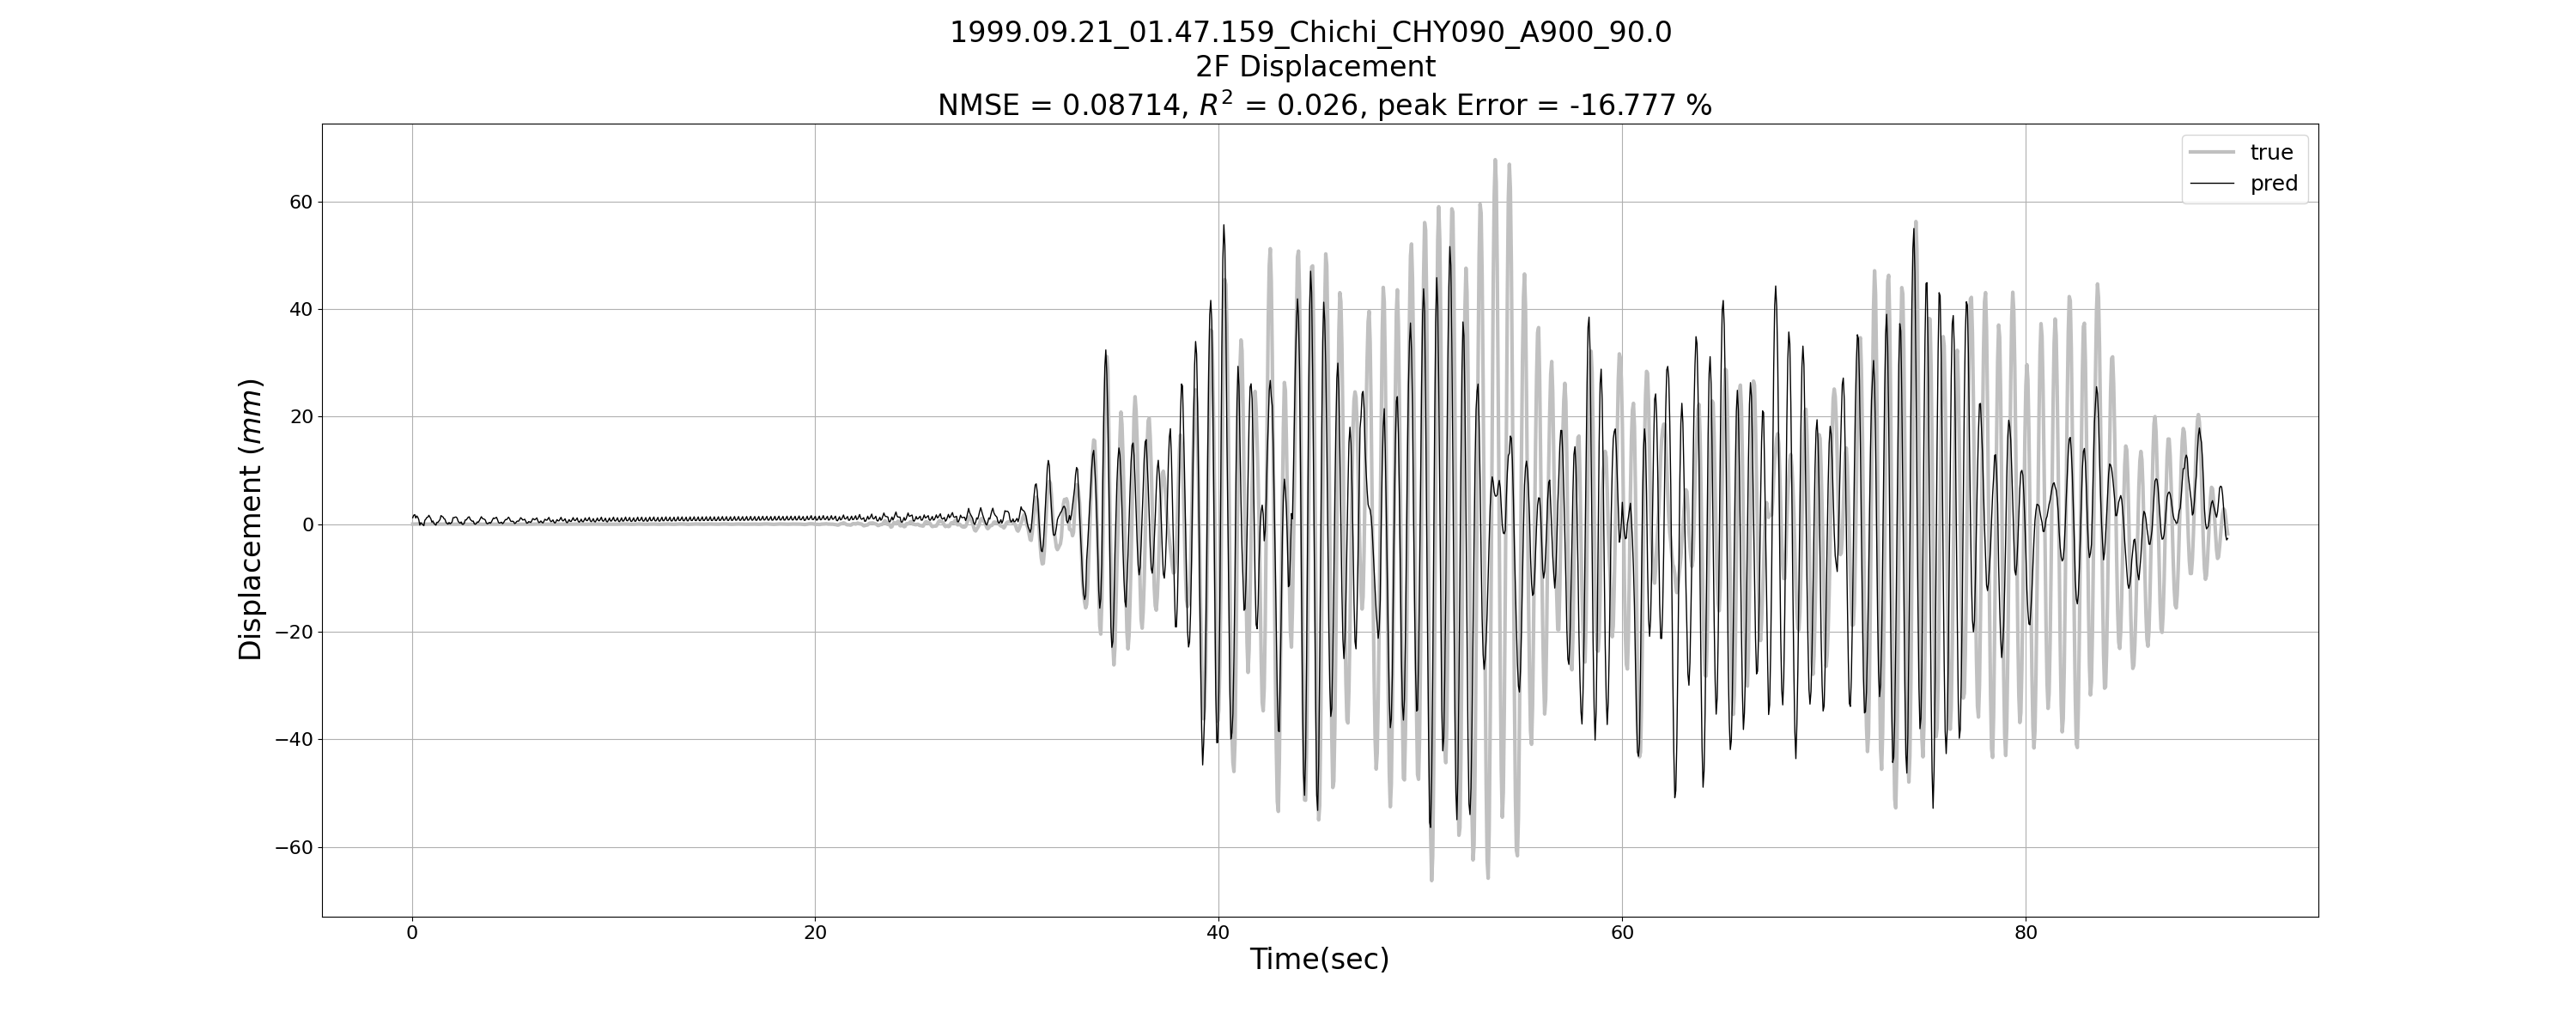 1999.09.21_01.47.159_Chichi_CHY090_A900_90.0
2F Displacement
NMSE = 0.08714, R² = 0.026, peak Error = -16.777 %
true
pred
Displacement (mm)
60
40
20
0
−20
−40
−60
0 20 40 60 80
Time(sec)